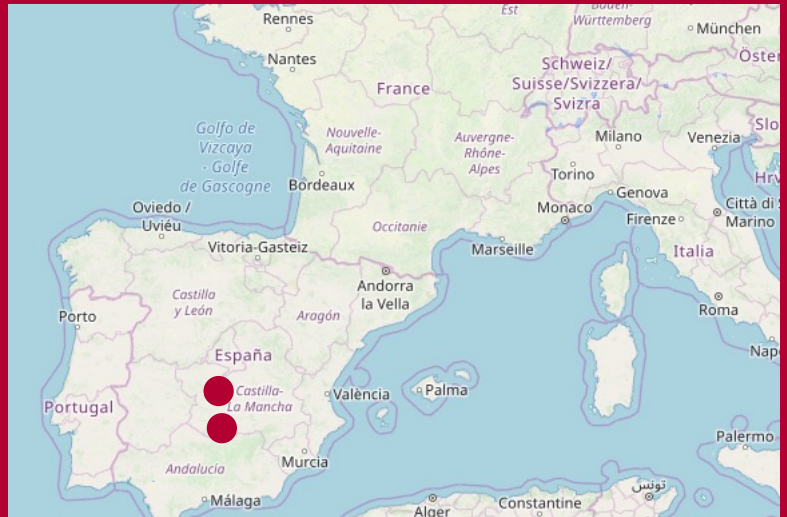 Est
Baden-
Württemberg
Rennes
München
Nantes
Schweiz/
Suisse/Svizzera/
Svizra
Öster
France
Golfo de
Vizcaya
- Golfe
de Gascogne
Nouvelle-
Aquitaine
Auvergne-
Rhône-
Alpes
Milano
Venezia
Slo
Torino
Hrv
Bordeaux
Genova
Oviedo /
Uviéu
Monaco
Firenze
Città di S
Marino
Occitanie
Vitoria-Gasteiz
Marseille
Italia
Andorra
la Vella
Castilla
y León
Aragón
Porto
Roma
España
Nap
Castilla-
La Mancha
València
Palma
Portugal
Palermo
Murcia
Andalucía
تونس
Málaga
Alger
Constantine